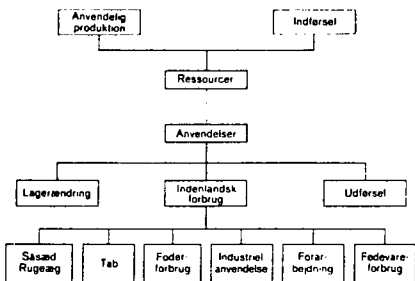 Anvendelig
produktion
Indførsel
Ressourcer
Anvendelser
Lagerændring
Indenlandsk
forbrug
Udførsel
Såsæd
Rugeæg
Tab
Foder-
forbrug
Industriel
anvendelse
Forar-
bejdning
Fødevare-
forbrug